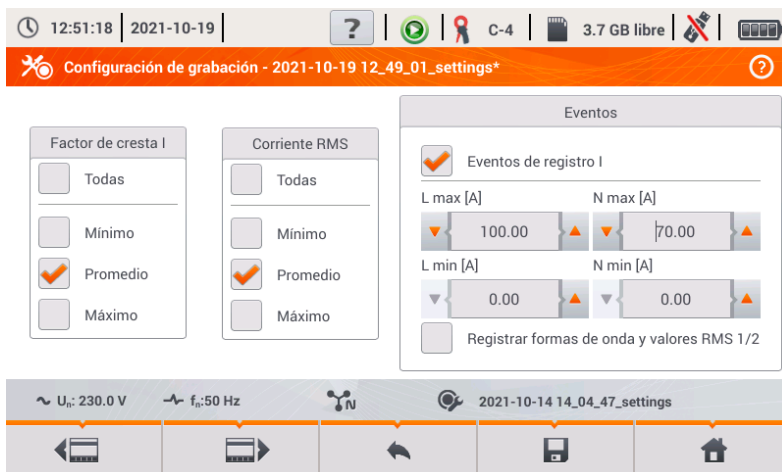 12:51:18 2021-10-19 ? C-4 3.7 GB libre
Configuración de grabación - 2021-10-19 12_49_01_settings* ?
Factor de cresta I
Todas
Mínimo
Promedio
Máximo
Corriente RMS
Todas
Mínimo
Promedio
Máximo
Eventos
Eventos de registro I
L max [A] N max [A]
100.00 70.00
L min [A] N min [A]
0.00 0.00
Registrar formas de onda y valores RMS 1/2
Un: 230.0 V fn:50 Hz N 2021-10-14 14_04_47_settings